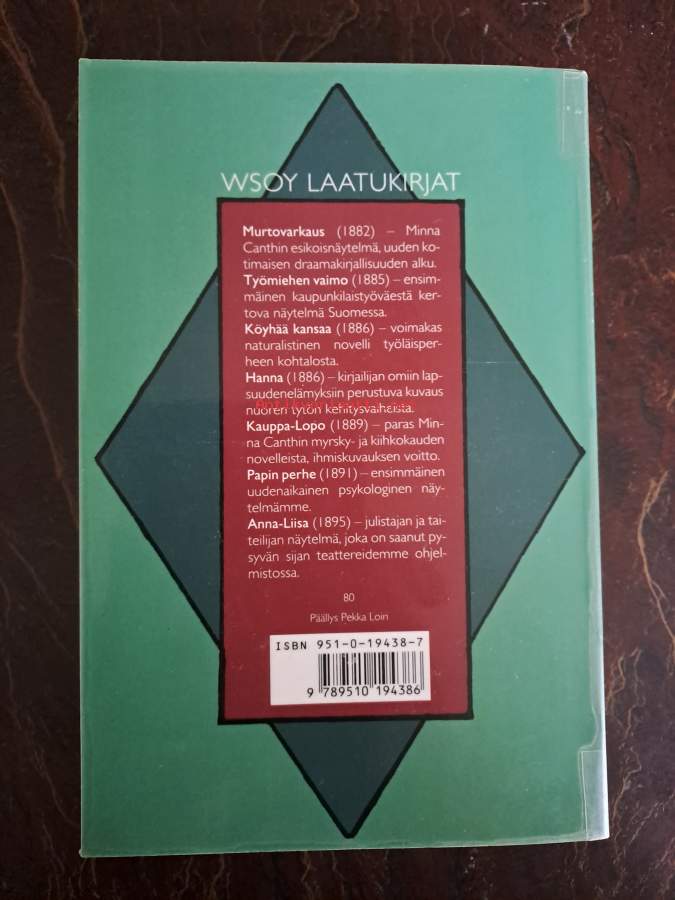 WSOY LAATUKIRJAT
Murtovarkaus (1882) – Minna
Canthin esikoisnäytelmä, uuden ko-
timaisen draamakirjallisuuden alku.
Työmiehen vaimo (1885) – ensim-
mäinen kaupunkilaistyöväestä ker-
tova näytelmä Suomessa.
Köyhää kansaa (1886) – voimakas
naturalistinen novelli työläisper-
heen kohtalosta.
Hanna (1886) – kirjailijan omiin lap-
suudenelämyksiin perustuva kuvaus
nuoren tytön kehitysvaiheista.
Kauppa-Lopo (1889) – paras Min-
na Canthin myrsky- ja kiihkokauden
novelleista, ihmiskuvauksen voitto.
Papin perhe (1891) – ensimmäinen
uudenaikainen psykologinen näy-
telmämme.
Anna-Liisa (1895) – julistajan ja tai-
teilijan näytelmä, joka on saanut py-
syvän sijan teattereidemme ohjel-
mistossa.
80
Päällys Pekka Loin
ISBN 951-0-19438-7
9 789510 194386